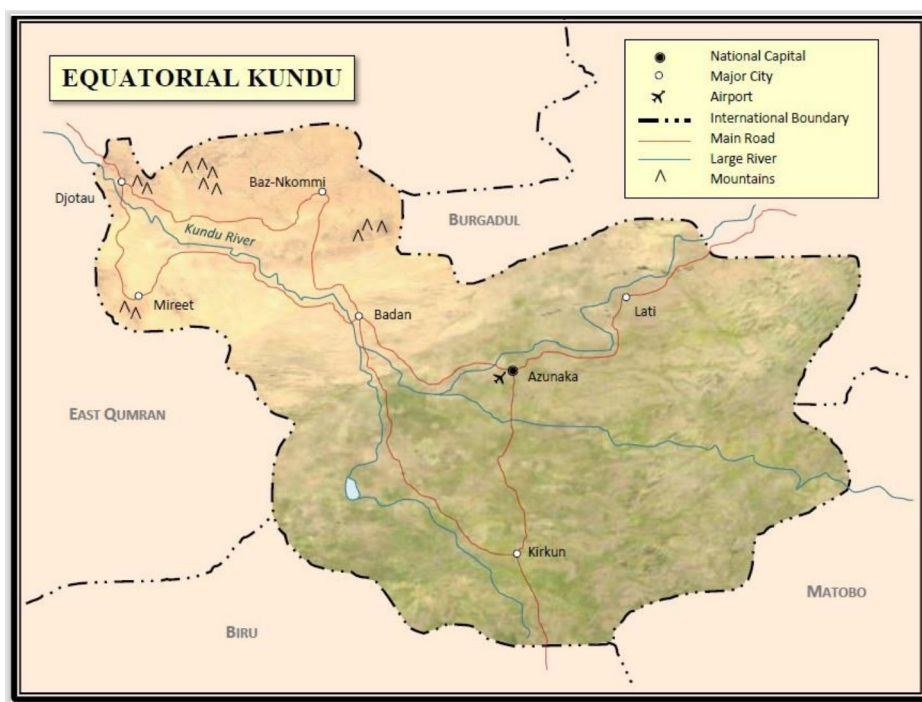 EQUATORIAL KUNDU
National Capital
Major City
Airport
International Boundary
Main Road
Large River
Mountains
Djotau
Baz-Nkommi
BURGADUL
Kundu River
Mireet
Badan
Lati
Azunaka
EAST QUMRAN
Kirkun
MATOBO
BIRU